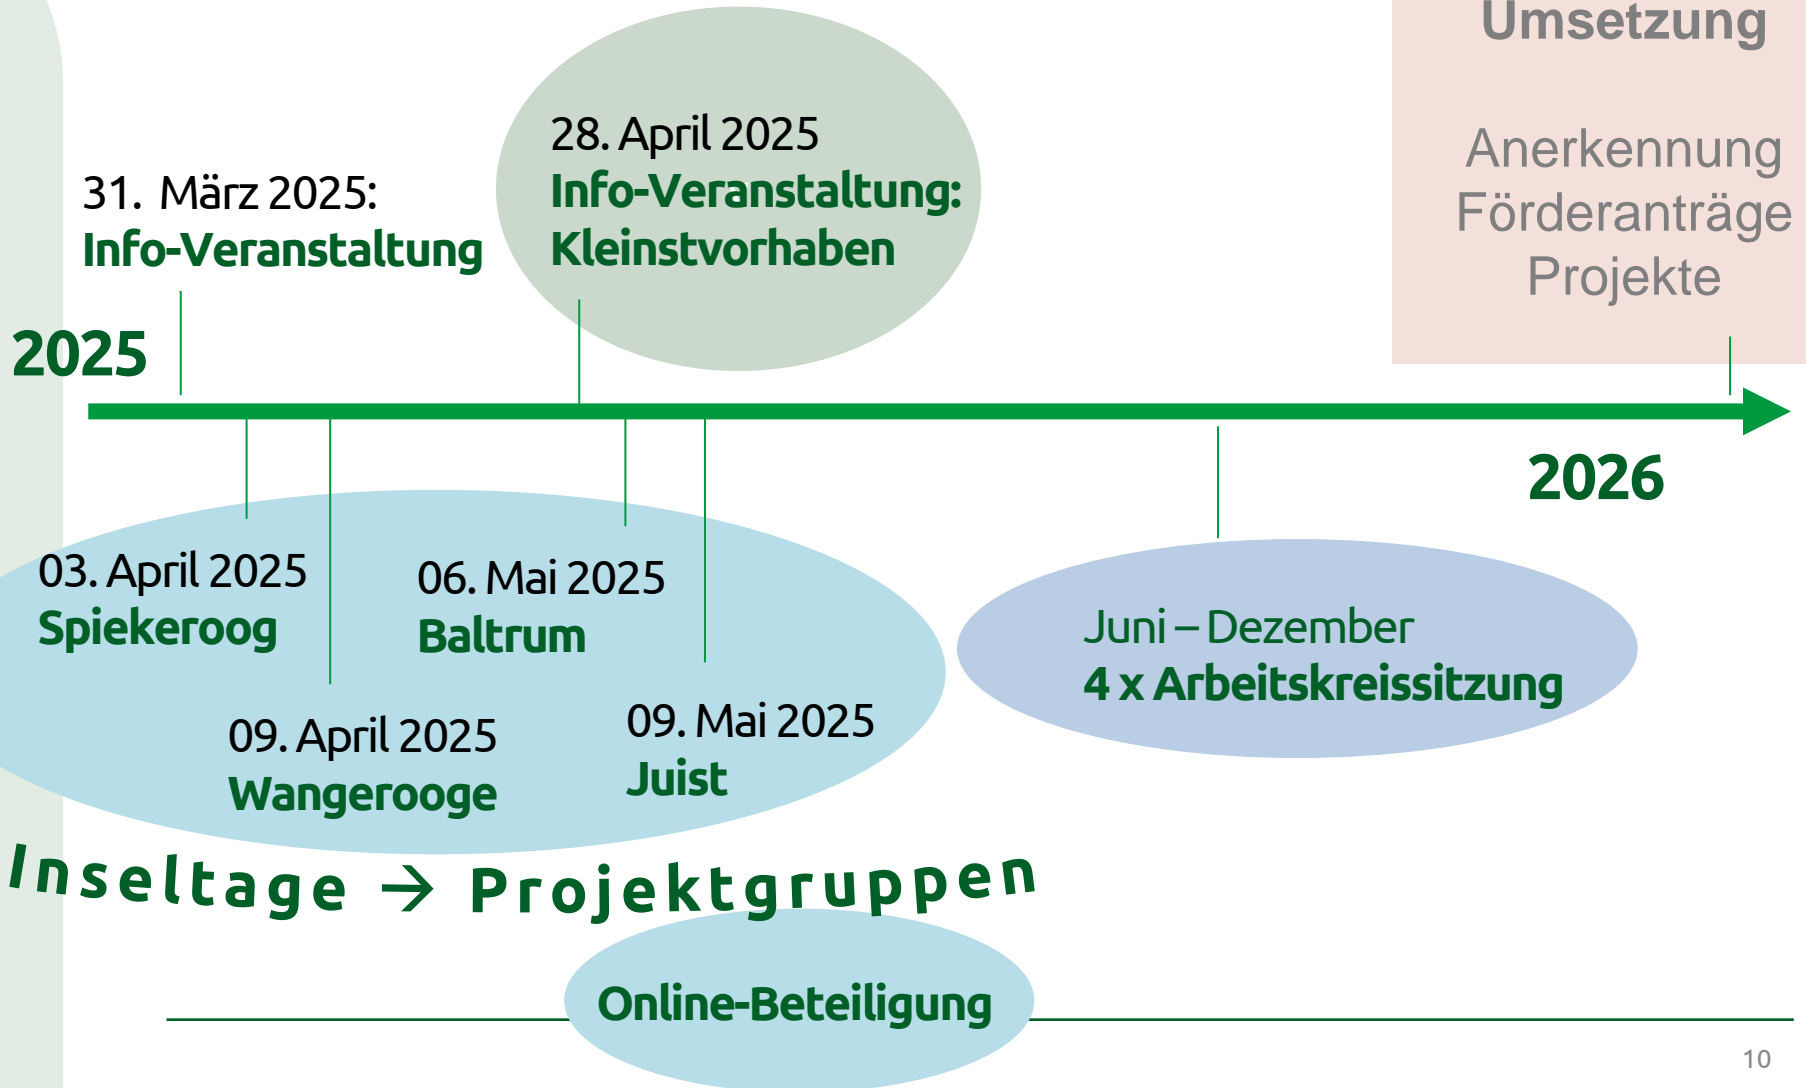 Umsetzung
Anerkennung
Förderanträge
Projekte
28. April 2025
Info-Veranstaltung:
Kleinstvorhaben
31. März 2025:
Info-Veranstaltung
2025
2026
03. April 2025
Spiekeroog
06. Mai 2025
Baltrum
09. April 2025
Wangerooge
09. Mai 2025
Juist
Juni – Dezember
4 x Arbeitskreissitzung
Inseltage → Projektgruppen
Online-Beteiligung
10